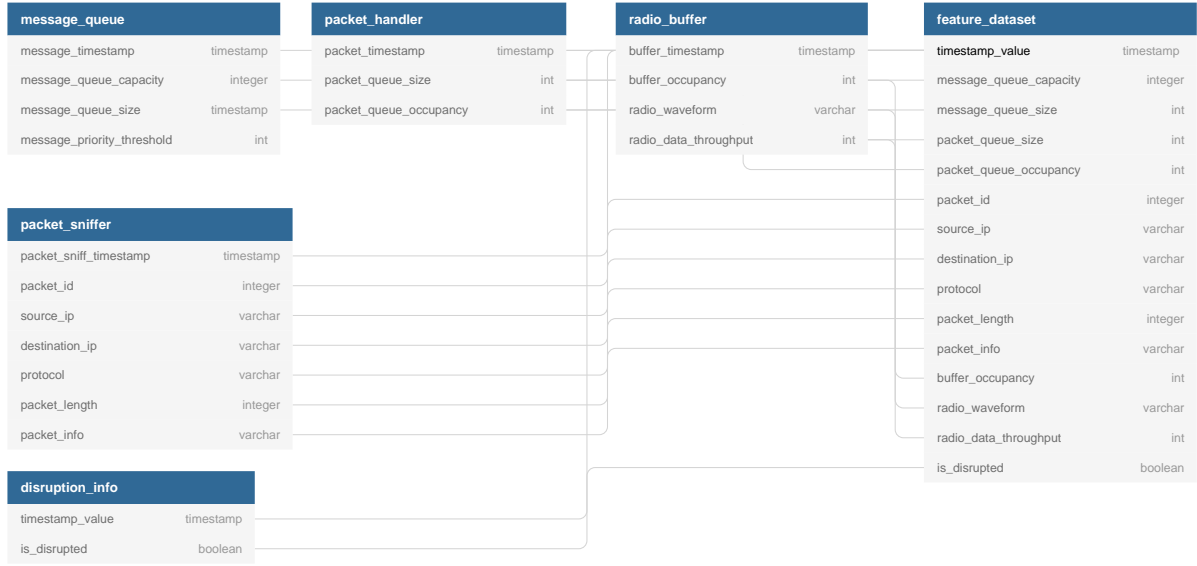 message_queue
message_timestamp timestamp
message_queue_capacity integer
message_queue_size timestamp
message_priority_threshold int
packet_handler
packet_timestamp timestamp
packet_queue_size int
packet_queue_occupancy int
radio_buffer
buffer_timestamp timestamp
buffer_occupancy int
radio_waveform varchar
radio_data_throughput int
feature_dataset
timestamp_value timestamp
message_queue_capacity integer
message_queue_size int
packet_queue_size int
packet_queue_occupancy int
packet_id integer
source_ip varchar
destination_ip varchar
protocol varchar
packet_length integer
packet_info varchar
buffer_occupancy int
radio_waveform varchar
radio_data_throughput int
is_disrupted boolean
packet_sniffer
packet_sniff_timestamp timestamp
packet_id integer
source_ip varchar
destination_ip varchar
protocol varchar
packet_length integer
packet_info varchar
disruption_info
timestamp_value timestamp
is_disrupted boolean